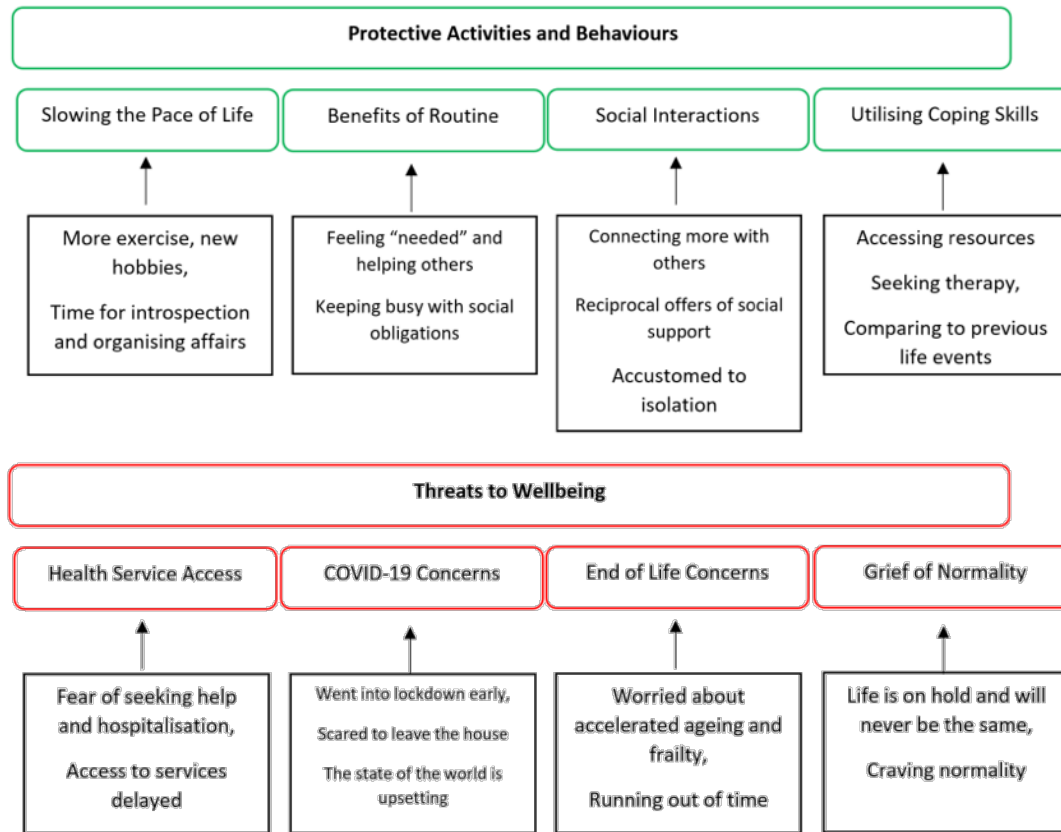 Protective Activities and Behaviours
Slowing the Pace of Life
Benefits of Routine
Social Interactions
Utilising Coping Skills
More exercise, new
hobbies,
Time for introspection
and organising affairs
Feeling “needed” and
helping others
Keeping busy with social
obligations
Connecting more with
others
Reciprocal offers of social
support
Accustomed to
isolation
Accessing resources
Seeking therapy,
Comparing to previous
life events
Threats to Wellbeing
Health Service Access
COVID-19 Concerns
End of Life Concerns
Grief of Normality
Fear of seeking help
and hospitalisation,
Access to services
delayed
Went into lockdown early,
Scared to leave the house
The state of the world is
upsetting
Worried about
accelerated ageing and
frailty,
Running out of time
Life is on hold and will
never be the same,
Craving normality